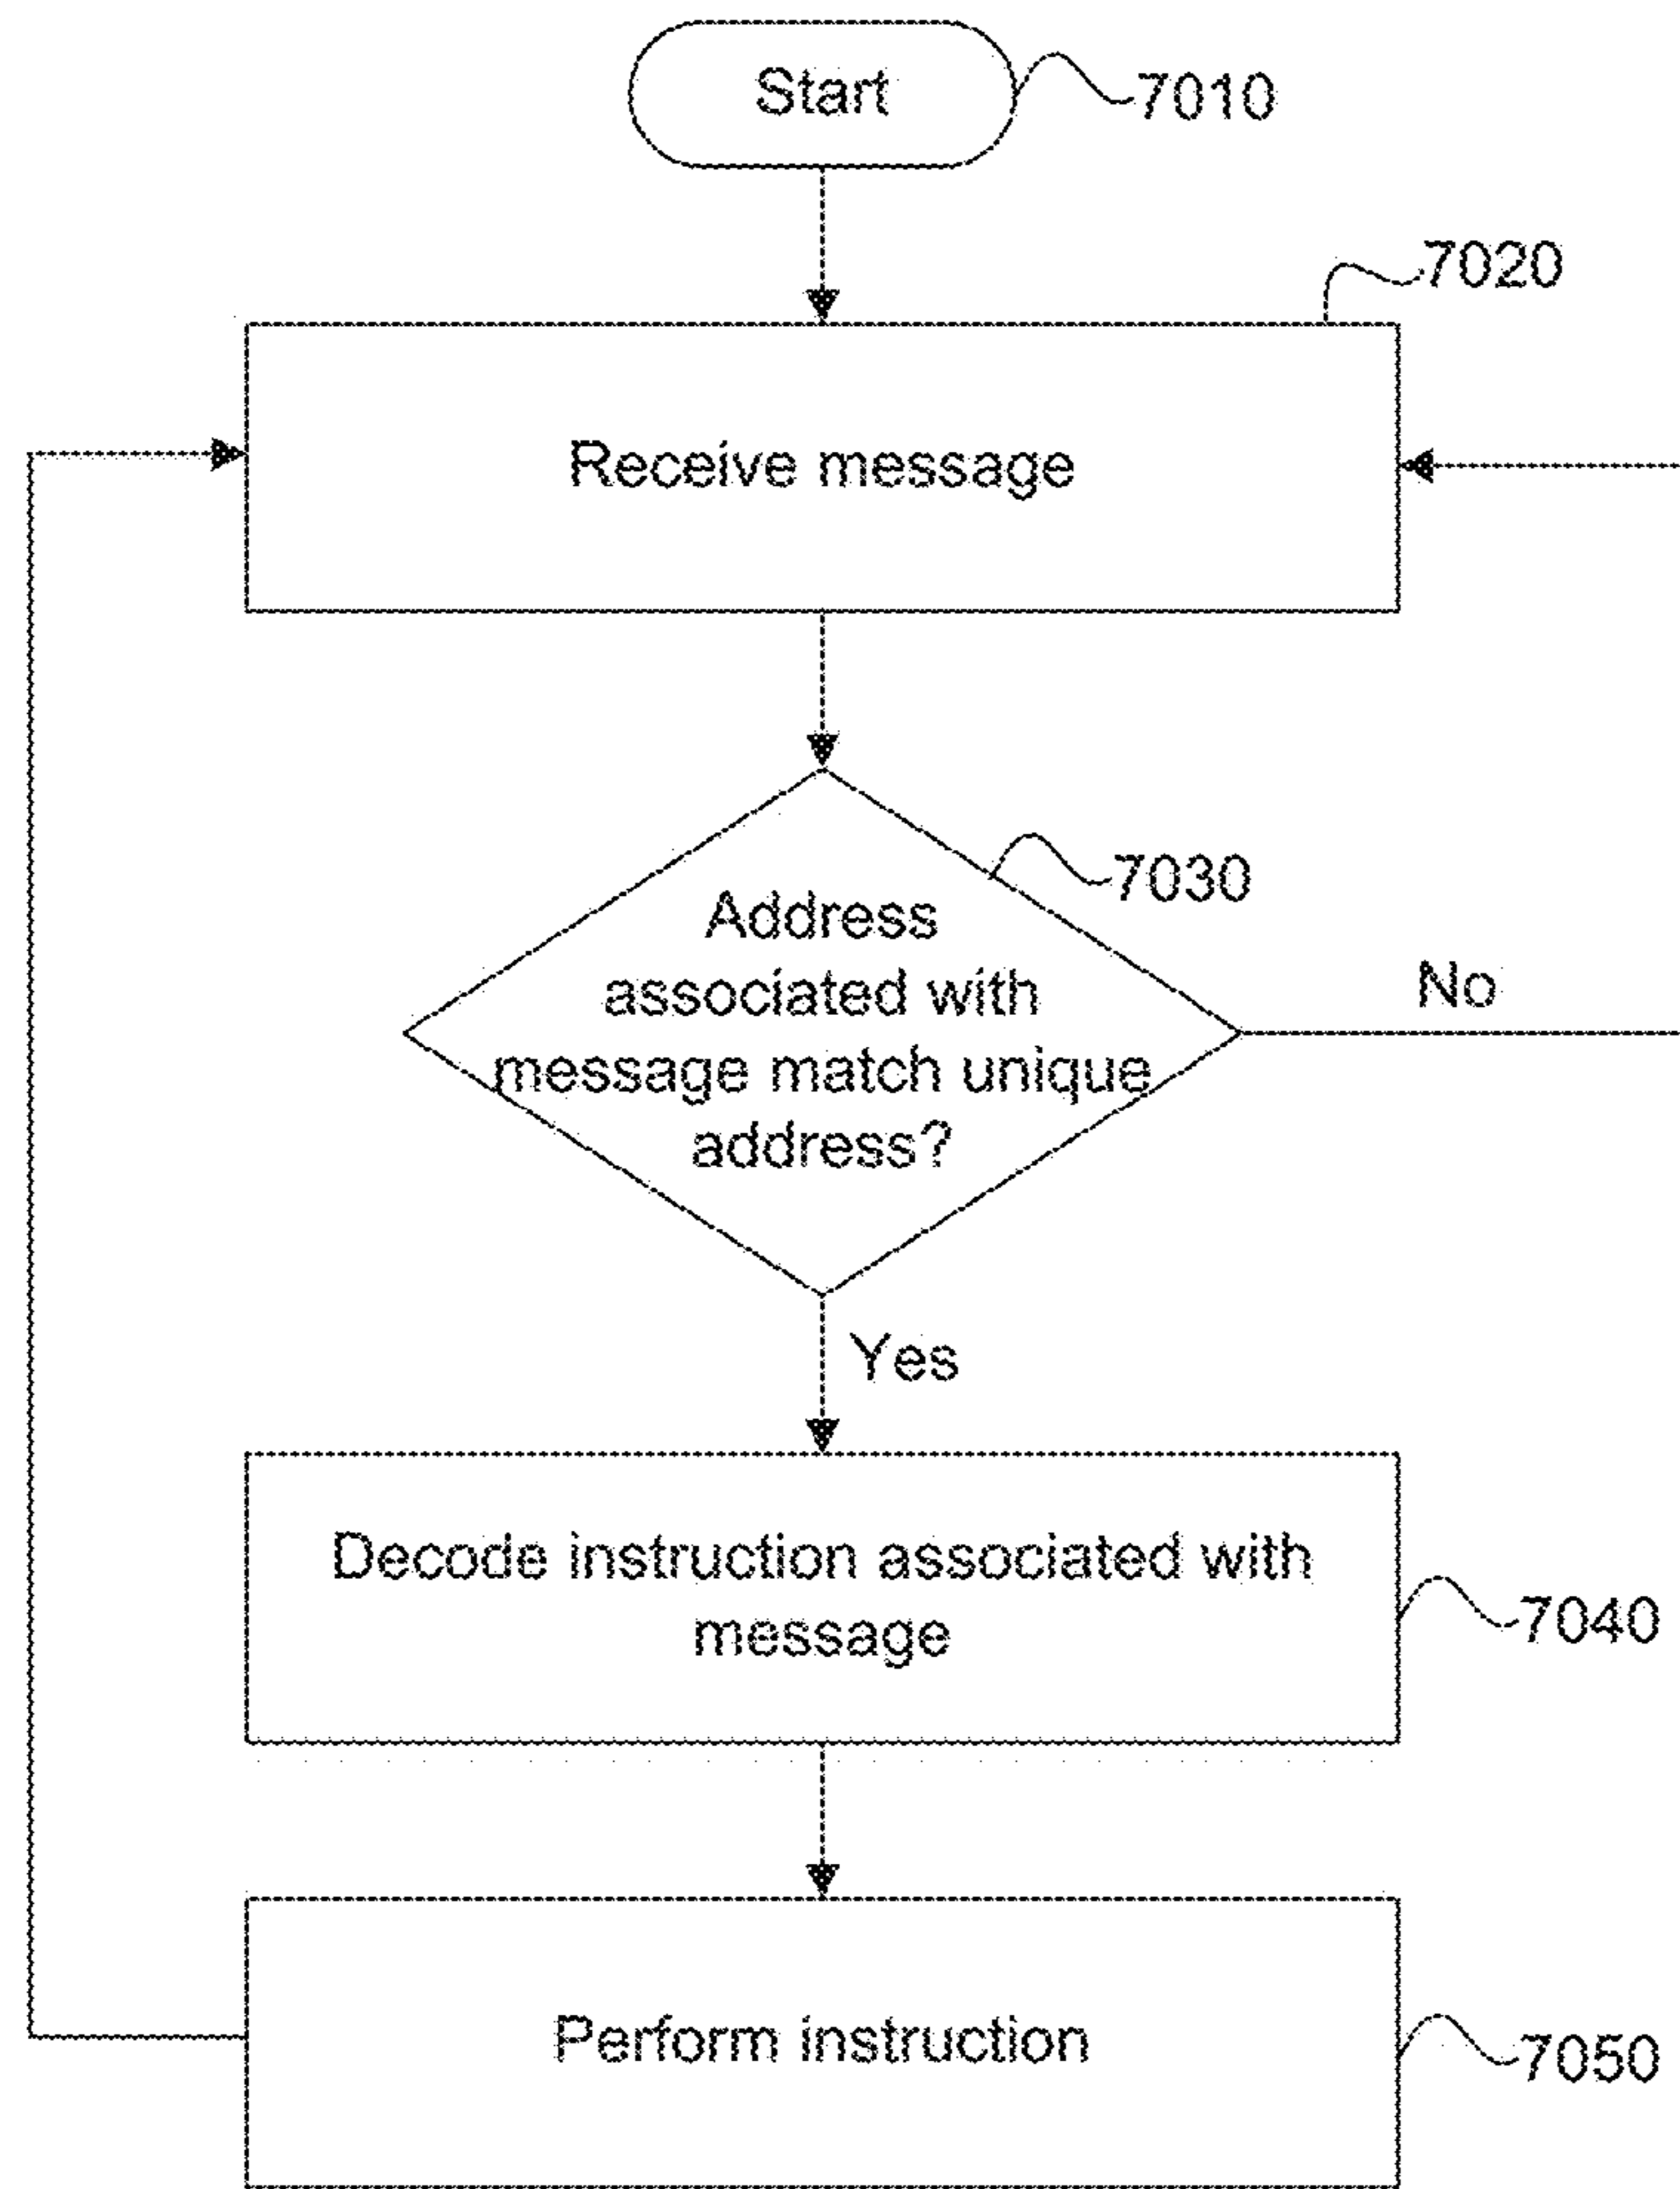 Start
7010
7020
Receive message
7030
Address
associated with
message match unique
address?
No
Yes
Decode instruction associated with
message
7040
Perform instruction
7050